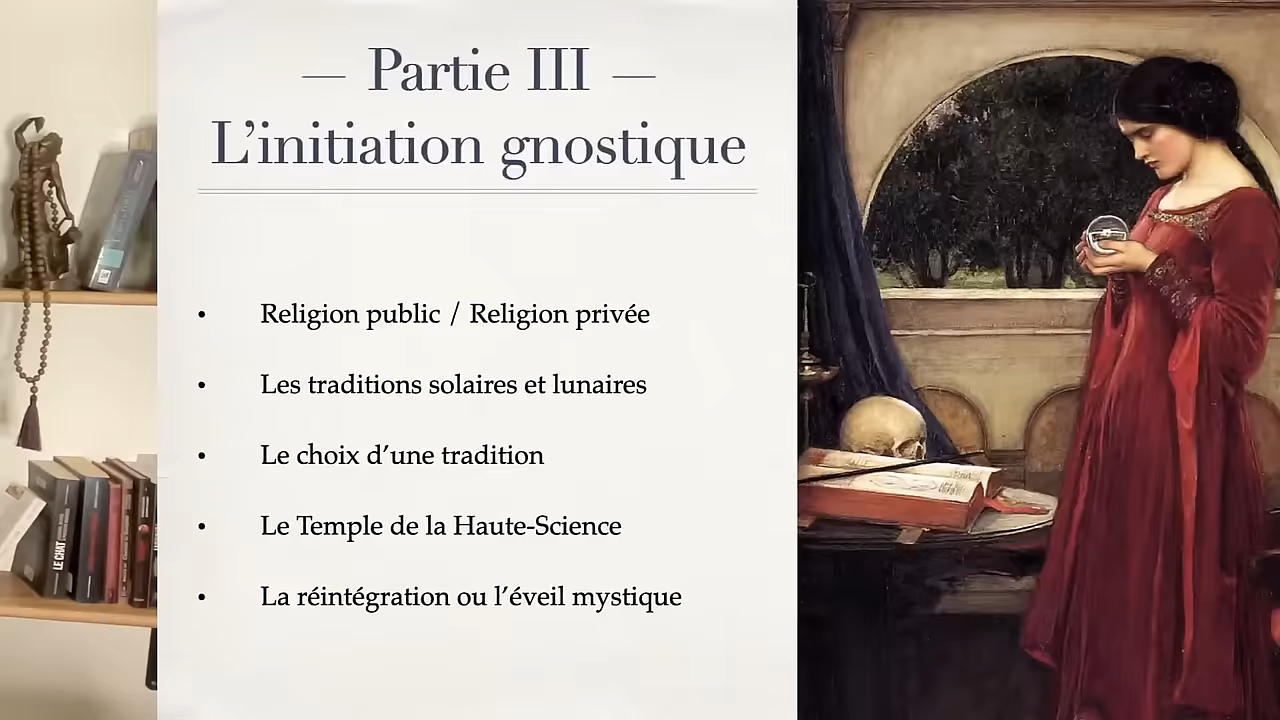 — Partie III —
L’initiation gnostique
• Religion public / Religion privée
• Les traditions solaires et lunaires
• Le choix d’une tradition
• Le Temple de la Haute-Science
• La réintégration ou l’éveil mystique
LE CHAT